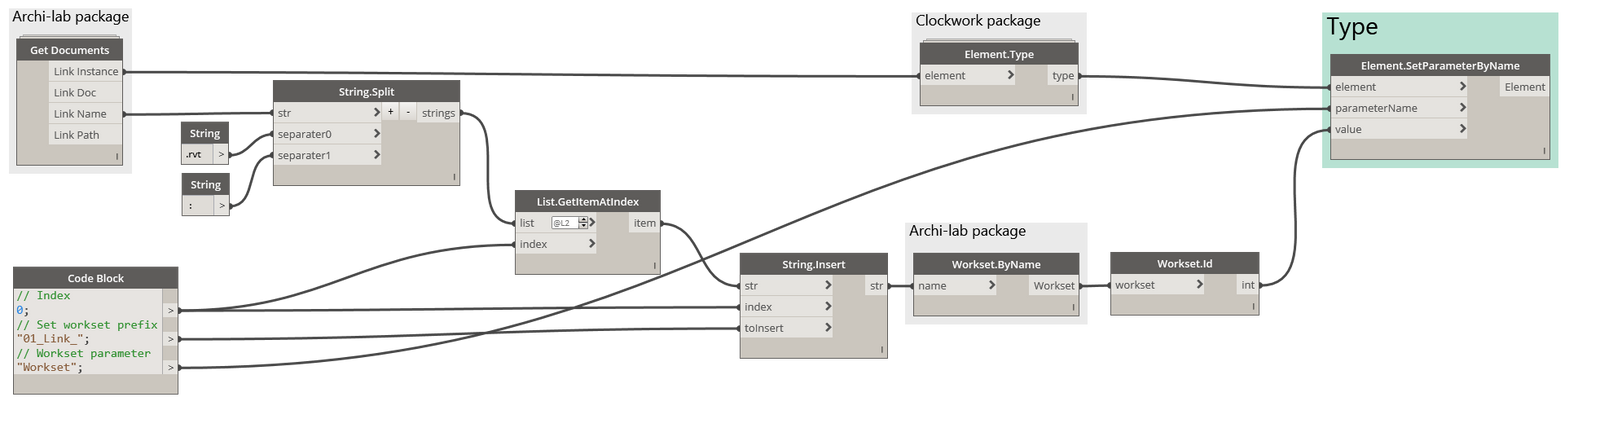 Archi-lab package
Get Documents
Link Instance
Link Doc
Link Name
Link Path
String
.rvt >
String
: >
String.Split
str + - strings
separater0
separater1
Code Block
// Index
0; >
// Set workset prefix
"01_Link_"; >
// Workset parameter
"Workset"; >
List.GetItemAtIndex
list @L2 item
index
String.Insert
str str
index
toInsert
Clockwork package
Element.Type
element type
Archi-lab package
Workset.ByName
name Workset
Workset.Id
workset int
Type
Element.SetParameterByName
element Element
parameterName
value